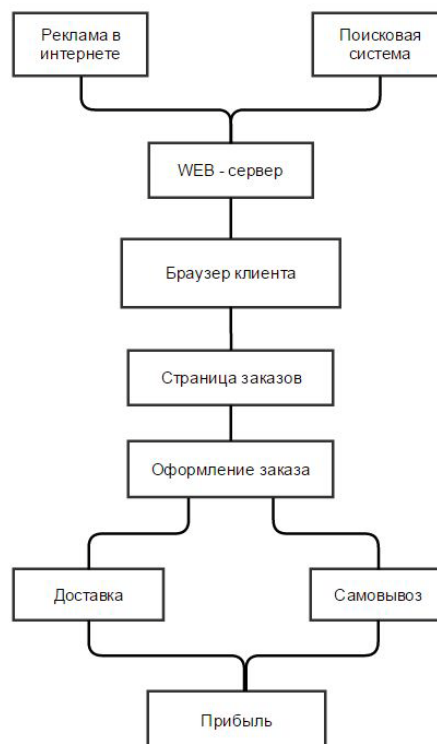 Реклама в
интернете
Поисковая
система
WEB - сервер
Браузер клиента
Страница заказов
Оформление заказа
Доставка
Самовывоз
Прибыль